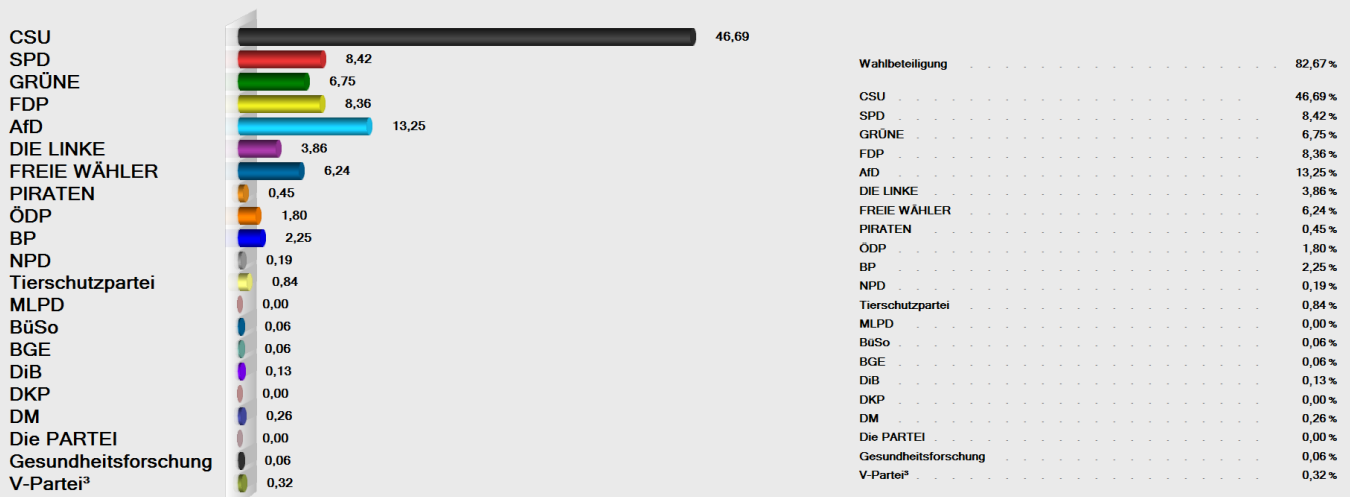 CSU 46,69
SPD 8,42
GRÜNE 6,75
FDP 8,36
AfD 13,25
DIE LINKE 3,86
FREIE WÄHLER 6,24
PIRATEN 0,45
ÖDP 1,80
BP 2,25
NPD 0,19
Tierschutzpartei 0,84
MLPD 0,00
BüSo 0,06
BGE 0,06
DiB 0,13
DKP 0,00
DM 0,26
Die PARTEI 0,00
Gesundheitsforschung 0,06
V-Partei³ 0,32
Wahlbeteiligung 82,67 %
CSU 46,69 %
SPD 8,42 %
GRÜNE 6,75 %
FDP 8,36 %
AfD 13,25 %
DIE LINKE 3,86 %
FREIE WÄHLER 6,24 %
PIRATEN 0,45 %
ÖDP 1,80 %
BP 2,25 %
NPD 0,19 %
Tierschutzpartei 0,84 %
MLPD 0,00 %
BüSo 0,06 %
BGE 0,06 %
DiB 0,13 %
DKP 0,00 %
DM 0,26 %
Die PARTEI 0,00 %
Gesundheitsforschung 0,06 %
V-Partei³ 0,32 %